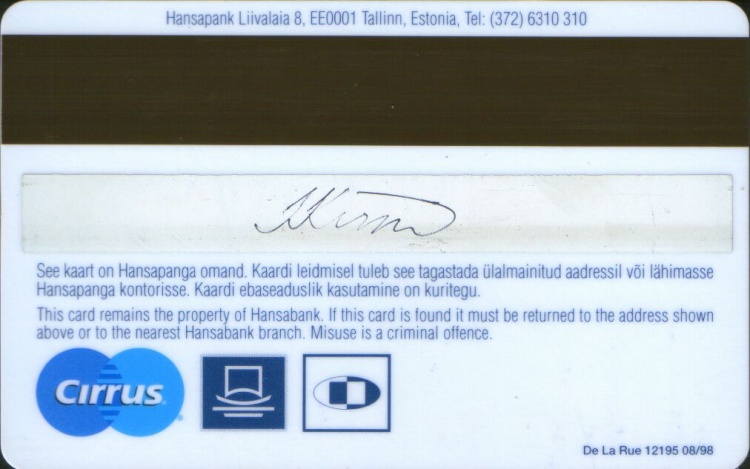 Hansapank Liivalaia 8, EE0001 Tallinn, Estonia, Tel: (372) 6310 310
See kaart on Hansapanga omand. Kaardi leidmisel tuleb see tagastada ülalmainitud aadressil või lähimasse
Hansapanga kontorisse. Kaardi ebaseaduslik kasutamine on kuritegu.
This card remains the property of Hansabank. If this card is found it must be returned to the address shown
above or to the nearest Hansabank branch. Misuse is a criminal offence.
Cirrus
De La Rue 12195 08/98